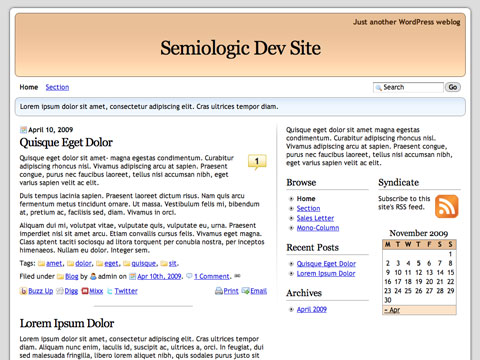 Just another WordPress weblog
Semiologic Dev Site
Home Section
Search Go
Lorem ipsum dolor sit amet, consectetur adipiscing elit. Cras ultrices tempor diam.
April 10, 2009
Quisque Eget Dolor
1
Quisque eget dolor sit amet- magna egestas condimentum. Curabitur
adipiscing rhoncus nisl. Vivamus adipiscing arcu at sapien. Praesent
congue, purus nec faucibus laoreet, tellus nisi accumsan nibh, eget
varius sapien velit ac elit.
Duis tempus lacinia sapien. Praesent laoreet dictum risus. Nam quis arcu
fermentum metus tincidunt ornare. Ut massa. Vestibulum felis mi, bibendum
at, pretium ac, facilisis sed, diam. Vivamus in orci.
Aliquam dui mi, volutpat vitae, vulputate quis, vulputate eu, urna. Praesent
imperdiet nisl sit amet arcu. Etiam convallis cursus felis. Vivamus eget magna.
Class aptent taciti sociosqu ad litora torquent per conubia nostra, per inceptos
himenaeos. Nullam eu dolor. Integer orci.
Tags: amet, dolor, eget, quisque, sit.
Filed under Blog by admin on Apr 10th, 2009. 1 Comment.
Buzz Up Digg Mixx Twitter Print Email
Lorem Ipsum Dolor
Lorem ipsum dolor sit amet, consectetur adipiscing elit. Cras ultrices tempor
diam. Aliquam nunc enim, iaculis id, suscipit ac, ultrices a, orci. In feugiat, dui
sed malesuada fringilla, libero ipsum lobortis nibh, quis sodales purus justo et
Quisque eget dolor sit amet magna egestas condimentum.
Curabitur adipiscing rhoncus nisl. Vivamus adipiscing arcu at
sapien. Praesent congue, purus nec faucibus laoreet, tellus nisi
accumsan nibh, eget varius sapien velit ac elit.
Browse
Home
Section
Sales Letter
Mono-Column
Recent Posts
Quisque Eget Dolor
Lorem Ipsum Dolor
Archives
April 2009
Syndicate
Subscribe to this
site's RSS feed.
November 2009
M T W T F S S
1
2 3 4 5 6 7 8
9 10 11 12 13 14 15
16 17 18 19 20 21 22
23 24 25 26 27 28 29
30
« Apr